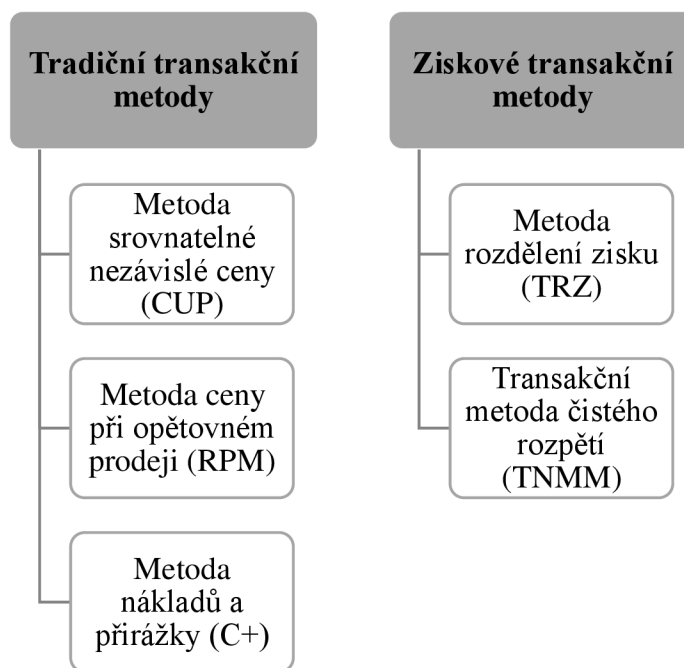 Tradiční transakční
metody
Metoda
srovnatelné
nezávislé ceny
(CUP)
Metoda ceny
při opětovném
prodeji (RPM)
Metoda
nákladů a
přirážky (C+)
Ziskové transakční
metody
Metoda
rozdělení zisku
(TRZ)
Transakční
metoda čistého
rozpětí
(TNMM)